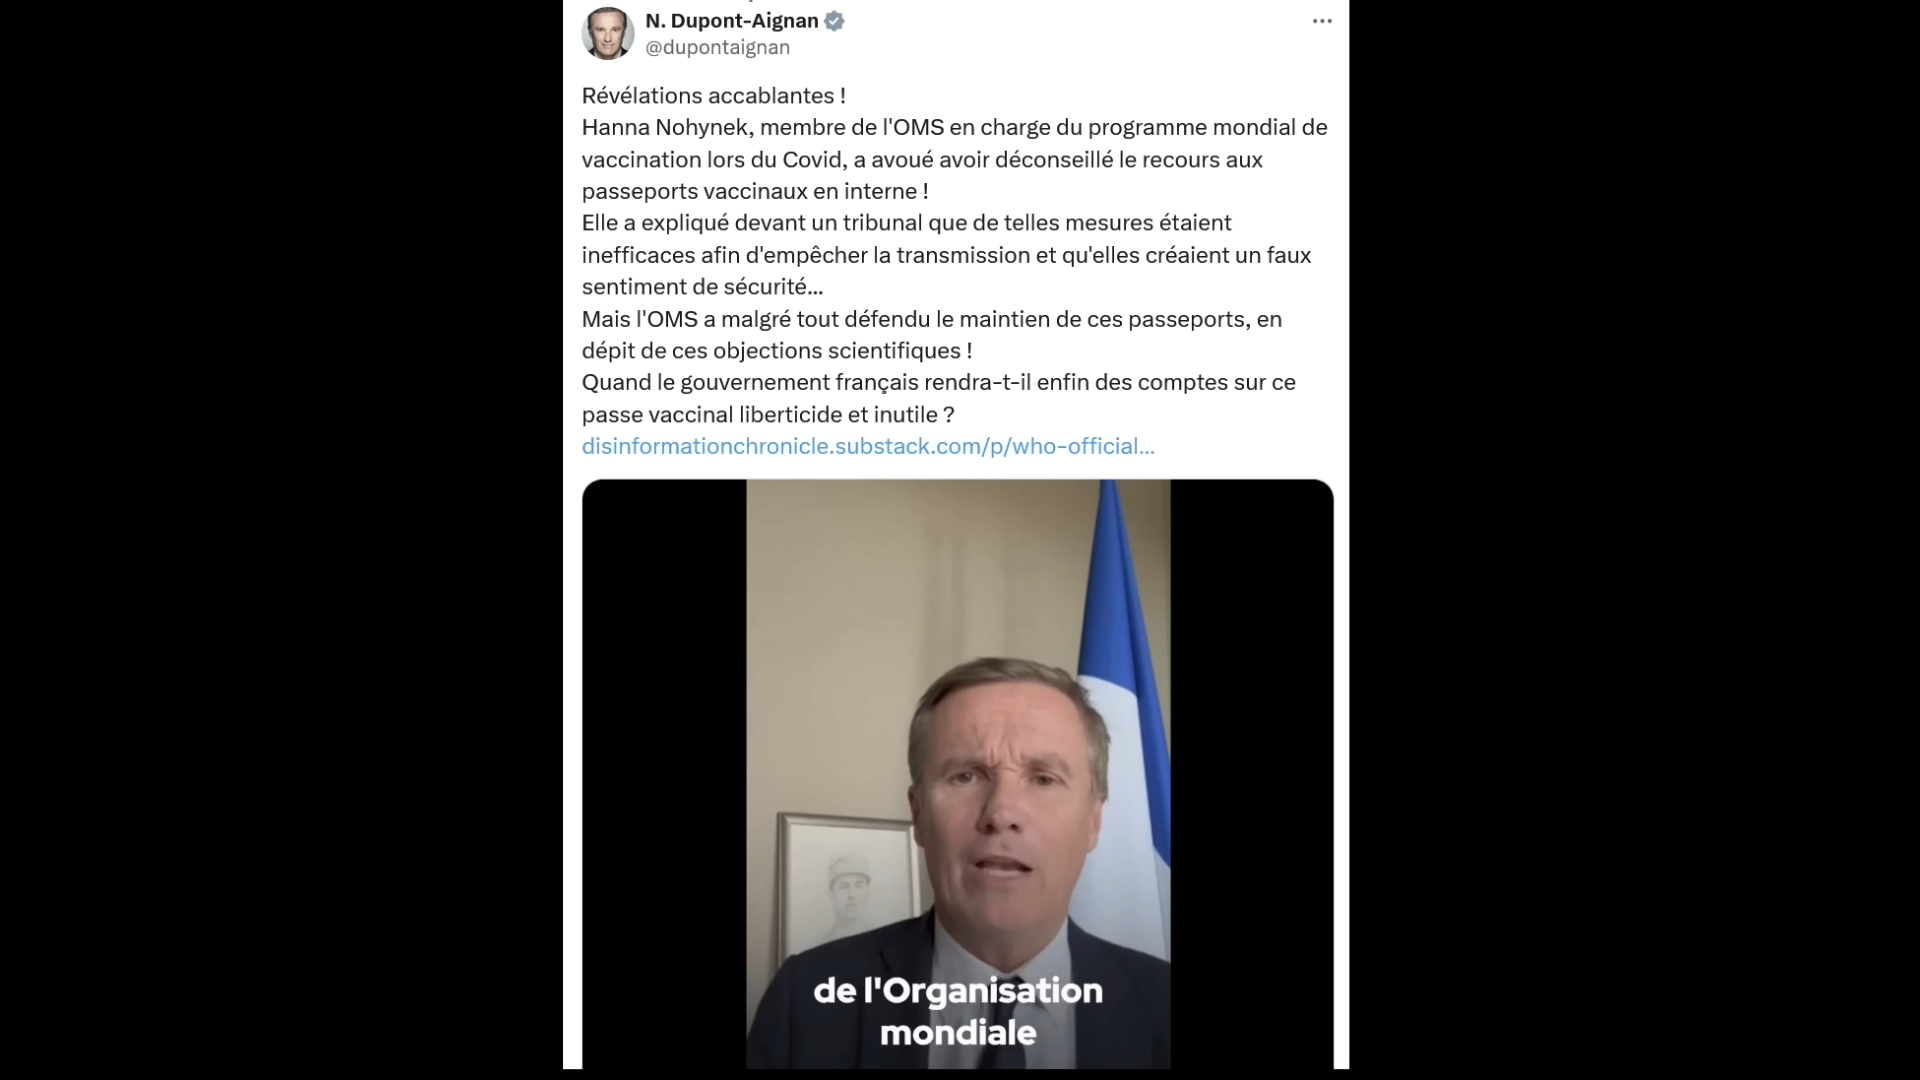 N. Dupont-Aignan
@dupontaignan
Révélations accablantes !
Hanna Nohynek, membre de l'OMS en charge du programme mondial de
vaccination lors du Covid, a avoué avoir déconseillé le recours aux
passeports vaccinaux en interne !
Elle a expliqué devant un tribunal que de telles mesures étaient
inefficaces afin d'empêcher la transmission et qu'elles créaient un faux
sentiment de sécurité...
Mais l'OMS a malgré tout défendu le maintien de ces passeports, en
dépit de ces objections scientifiques !
Quand le gouvernement français rendra-t-il enfin des comptes sur ce
passe vaccinal liberticide et inutile ?
disinformationchronicle.substack.com/p/who-official...
de l'Organisation
mondiale